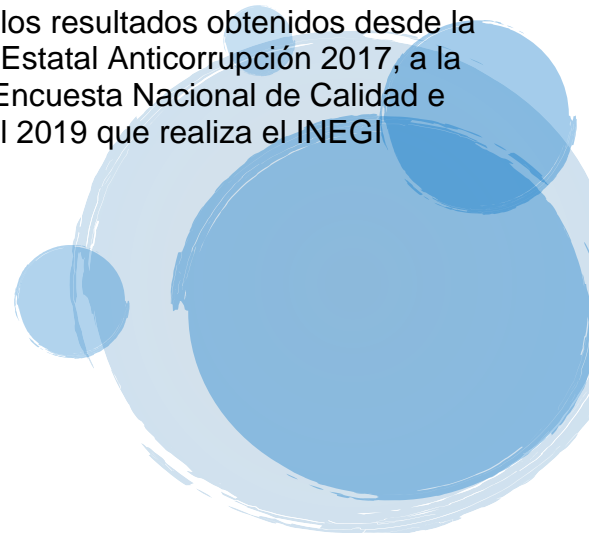 los resultados obtenidos desde la
Estatal Anticorrupción 2017, a la
Encuesta Nacional de Calidad e
l 2019 que realiza el INEGI